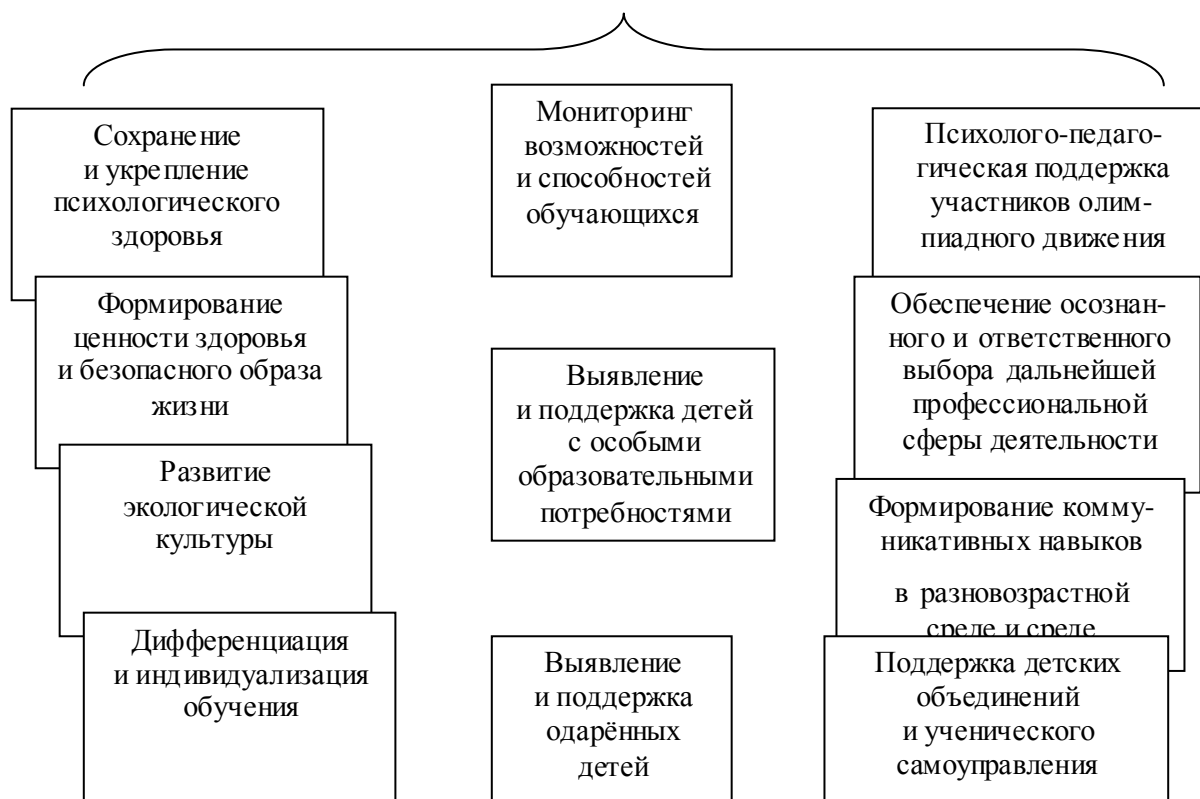 Сохранение
и укрепление
психологического
здоровья
Формирование
ценности здоровья
и безопасного образа
жизни
Развитие
экологической
культуры
Дифференциация
и индивидуализация
обучения
Мониторинг
возможностей
и способностей
обучающихся
Выявление
и поддержка детей
с особыми
образовательными
потребностями
Выявление
и поддержка
одарённых
детей
Психолого-педаго-
гическая поддержка
участников олим-
пиадного движения
Обеспечение осознан-
ного и ответственного
выбора дальнейшей
профессиональной
сферы деятельности
Формирование комму-
никативных навыков
в разновозрастной
среде и среде
Поддержка детских
объединений
и ученического
самоуправления